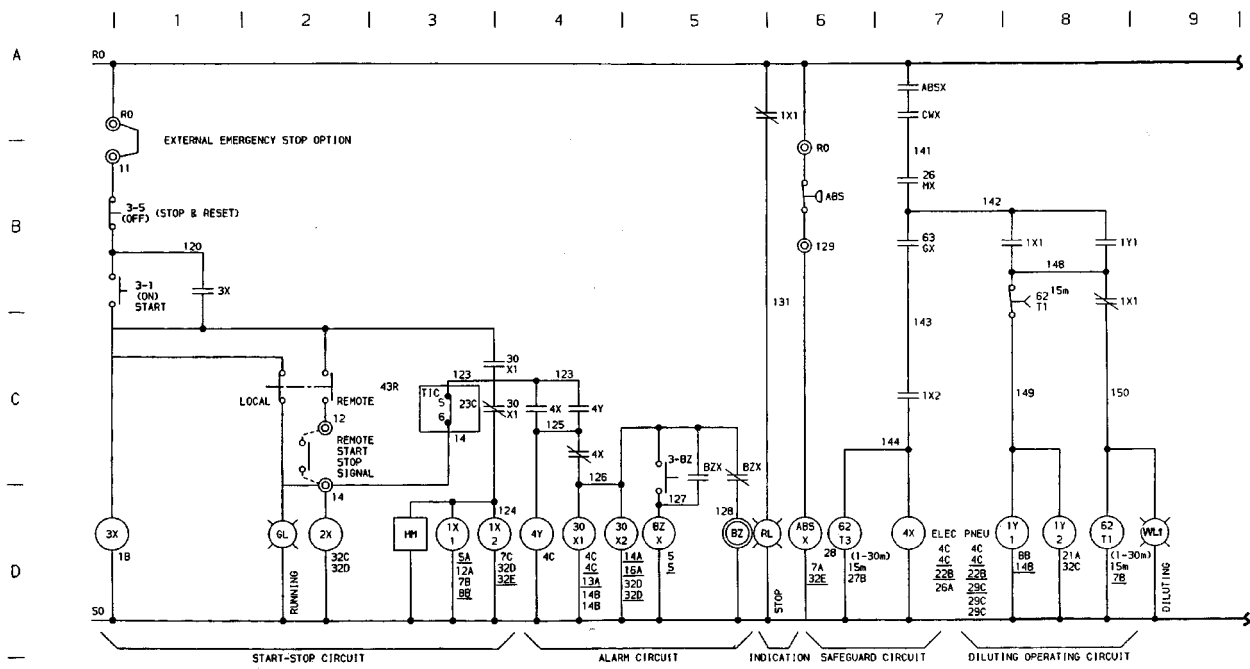 1 2 3 4 5 6 7 8 9
A
B
C
D
RO
RO
EXTERNAL EMERGENCY STOP OPTION
11
3-5
(OFF) (STOP & RESET)
120
3-1
(ON)
START
3X
LOCAL
REMOTE
43R
12
REMOTE
START
STOP
SIGNAL
14
TIC
5
6
23C
14
123
123
30
X1
30
X1
4X
4Y
125
4X
126
3-BZ
BZX
BZX
127
128
124
1X1
131
RO
ABS
129
ABSX
CWX
141
26
MX
142
63
GX
1X1
1Y1
148
62
T1
15m
1X1
143
1X2
144
149
150
3X
1B
GL
RUNNING
2X
32C
32D
HM
1X
1
5A
12A
7B
8B
1X
2
7C
32D
32E
4Y
4C
30
X1
4C
4C
13A
14B
14B
30
X2
14A
16A
32D
32D
BZ
X
5
5
BZ
RL
STOP
ABS
X
7A
32E
62
T3
28
(1-30m)
15m
27B
4X
ELEC PNEU
4C 4C
4C 4C
22B 22B
26A 29C
29C
29C
1Y
1
8B
14B
1Y
2
21A
32C
62
T1
(1-30m)
15m
7B
WL1
DILUTING
SO
START-STOP CIRCUIT
ALARM CIRCUIT
INDICATION
SAFEGUARD CIRCUIT
DILUTING OPERATING CIRCUIT